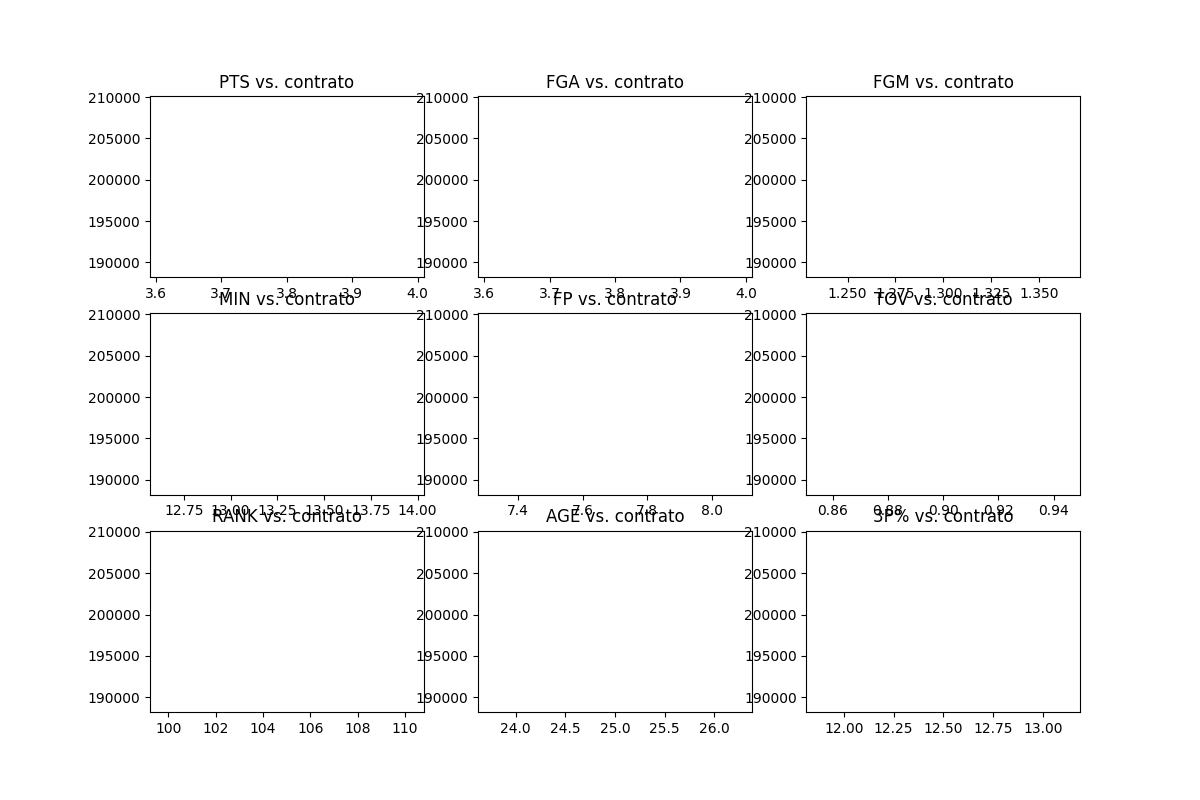 PTS vs. contrato
FGA vs. contrato
FGM vs. contrato
210000
205000
200000
195000
190000
3.6 3.7 3.8 3.9 4.0
210000
205000
200000
195000
190000
3.6 3.7 3.8 3.9 4.0
210000
205000
200000
195000
190000
1.250 1.275 1.300 1.325 1.350
MIN vs. contrato
FP vs. contrato
TOV vs. contrato
210000
205000
200000
195000
190000
12.75 13.00 13.25 13.50 13.75 14.00
210000
205000
200000
195000
190000
7.4 7.6 7.8 8.0
210000
205000
200000
195000
190000
0.86 0.88 0.90 0.92 0.94
RANK vs. contrato
AGE vs. contrato
3P% vs. contrato
210000
205000
200000
195000
190000
100 102 104 106 108 110
210000
205000
200000
195000
190000
24.0 24.5 25.0 25.5 26.0
210000
205000
200000
195000
190000
12.00 12.25 12.50 12.75 13.00